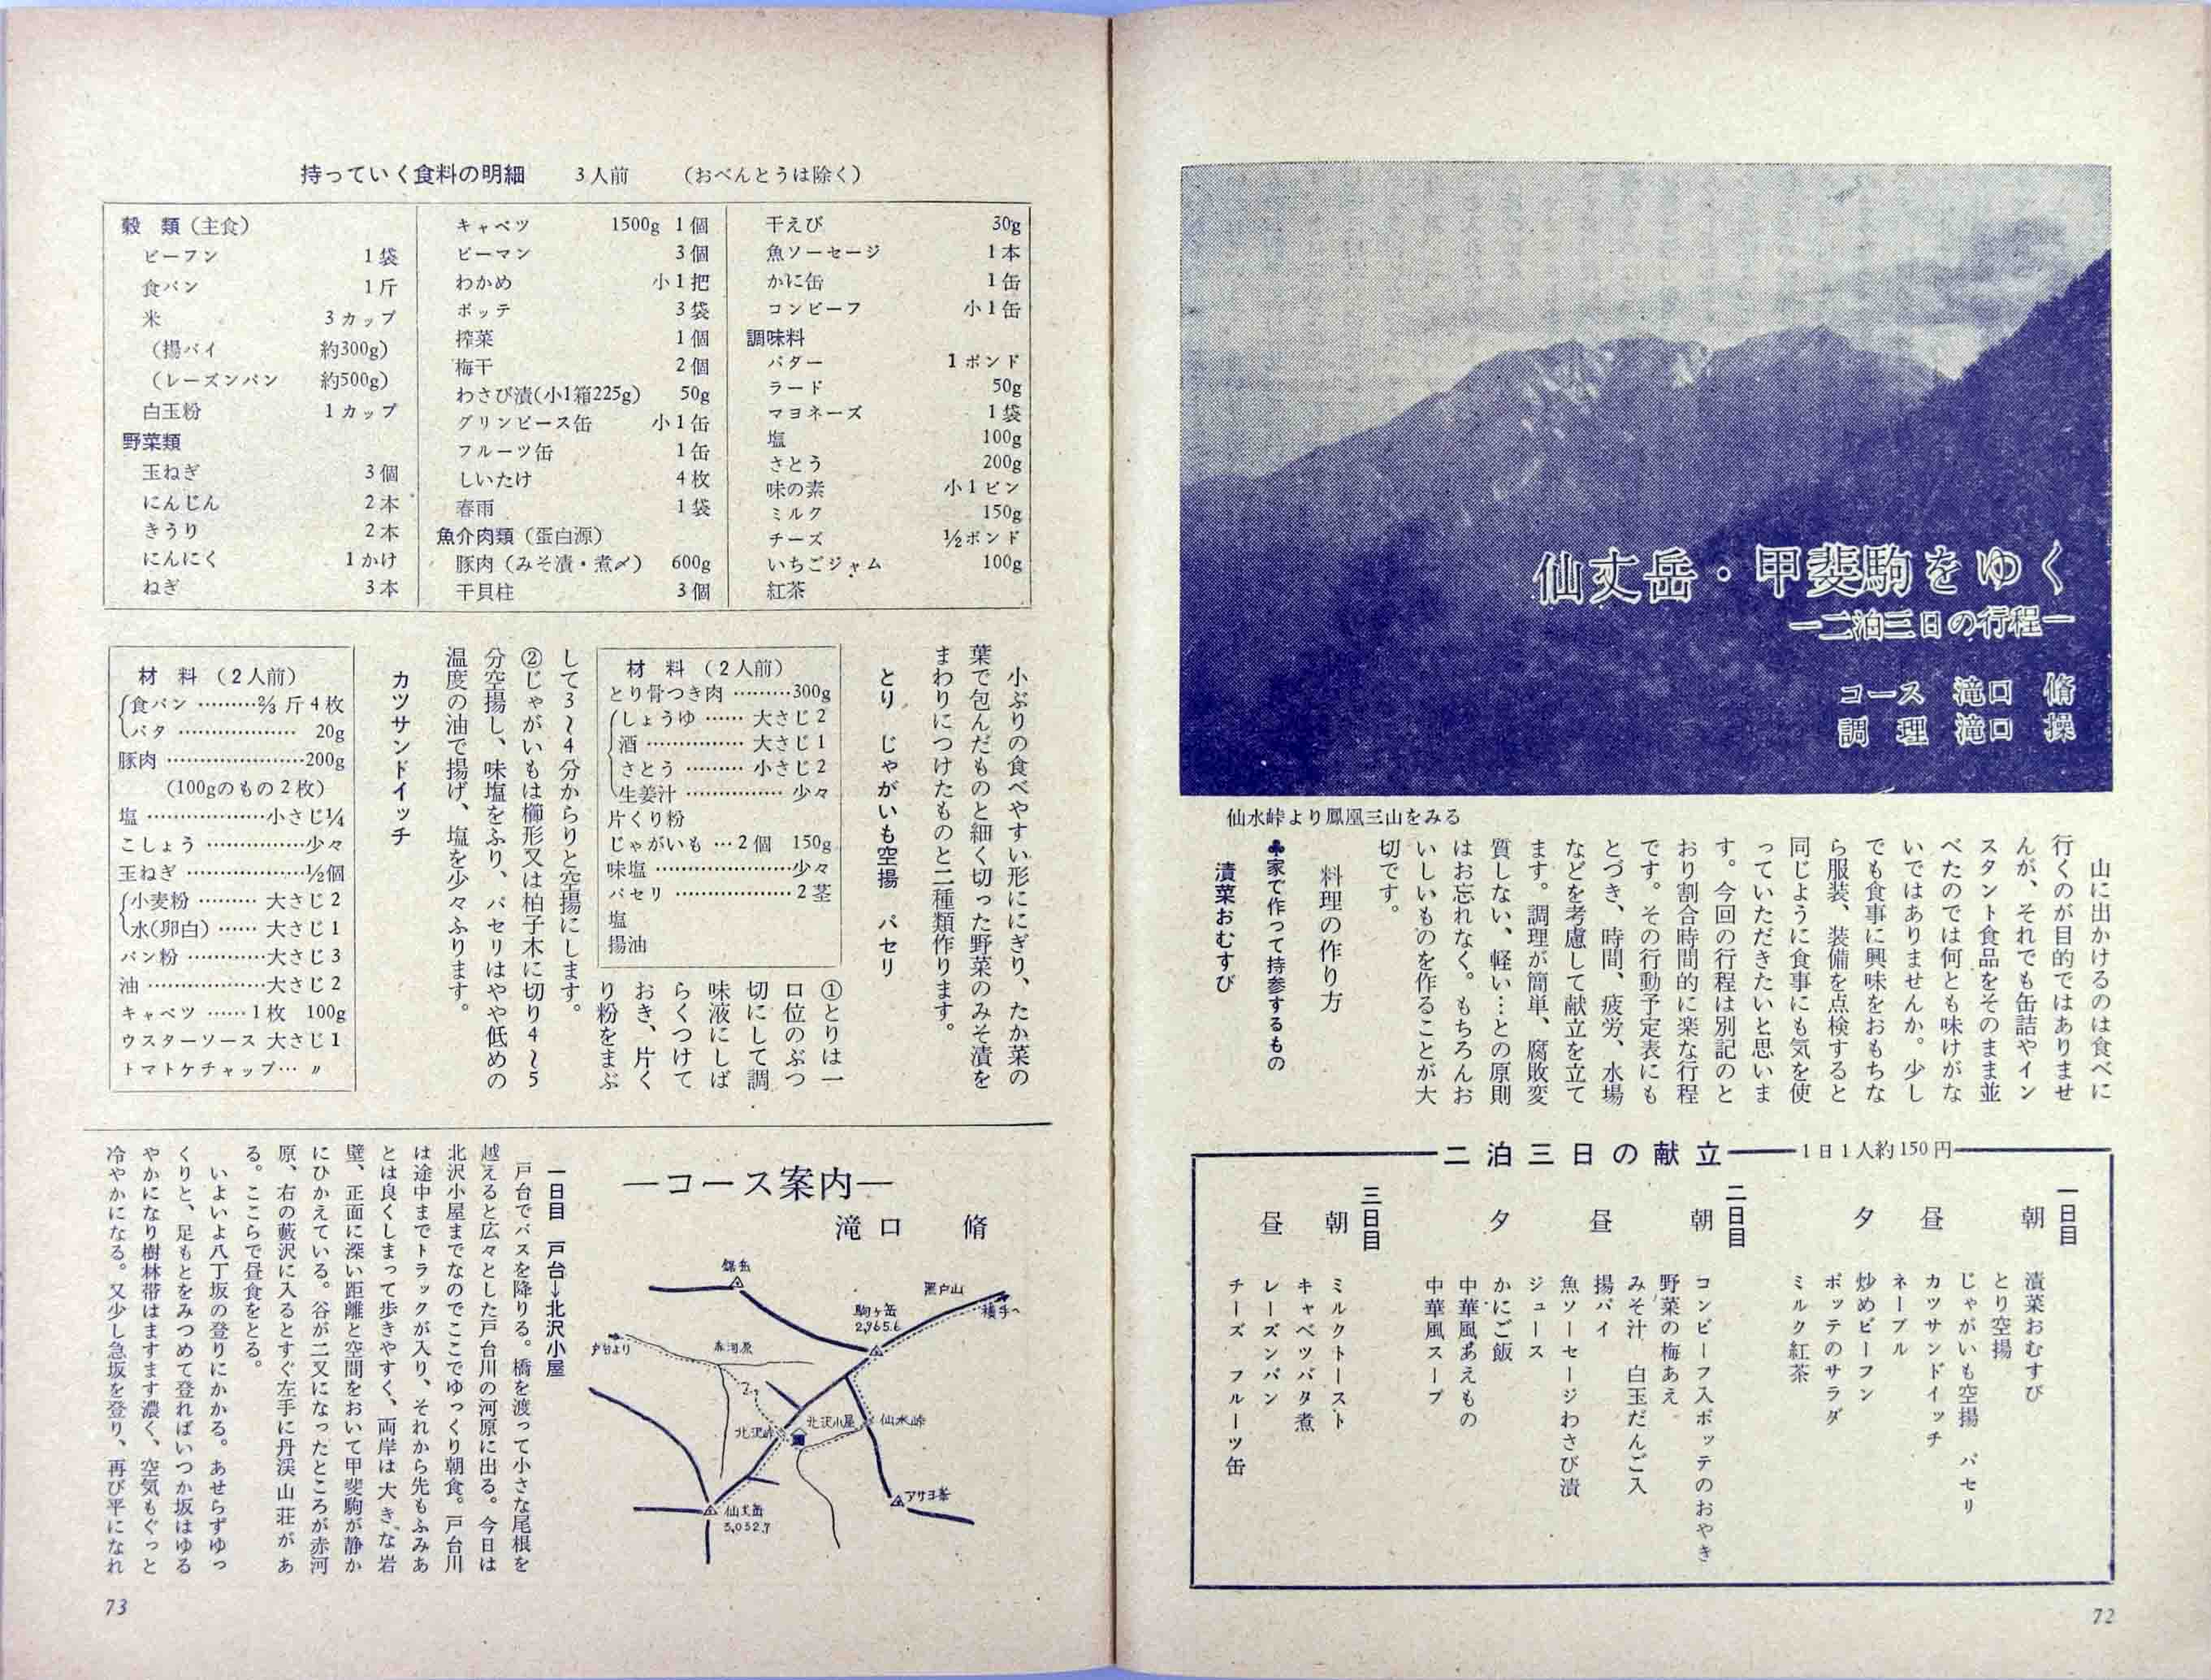 仙丈岳・甲斐駒をゆく
―二泊三日の行程―
コース 滝口 脩
調理 滝口 操
仙水峠より鳳凰三山をみる
山に出かけるのは食べに
行くのが目的ではありませ
んが、それでも缶詰やイン
スタント食品をそのまま並
べたのでは何とも味けがな
いではありませんか。少し
でも食事に興味をおもちな
ら服装、装備を点検すると
同じように食事にも気を使
っていただきたいと思いま
す。今回の行程は別記のと
おり割合時間的に楽な行程
です。その行動予定表にも
とづき、時間、疲労、水場
などを考慮して献立を立て
ます。調理が簡単、腐敗変
質しない、軽い…との原則
はお忘れなく。もちろんお
いしいものを作ることが大
切です。
料理の作り方
♣家で作って持参するもの
漬菜おむすび
二泊三日の献立
1日1人約150円
一日目
朝
漬菜おむすび
とり空揚
じゃがいも空揚 パセリ
昼
カツサンドイッチ
ネーブル
夕
炒めビーフン
ポッテのサラダ
ミルク紅茶
二日目
朝
コンビーフ入ポッテのおやき
野菜の梅あえ
みそ汁 白玉だんご入
昼
揚パイ
魚ソーセージわさび漬
ジュース
夕
かにご飯
中華風あえもの
中華風スープ
三日目
朝
ミルクトースト
キャベツバタ煮
昼
レーズンパン
チーズ フルーツ缶
72
持っていく食料の明細 3人前 (おべんとうは除く)
穀 類(主食)
ビーフン 1袋
食パン 1斤
米 3カップ
(揚パイ 約300g)
(レーズンパン 約500g)
白玉粉 1カップ
野菜類
玉ねぎ 3個
にんじん 2本
きうり 2本
にんにく 1かけ
ねぎ 3本
キャベツ 1500g 1個
ピーマン 3個
わかめ 小1把
ポッテ 3袋
搾菜 1個
梅干 2個
わさび漬(小1箱225g) 50g
グリンピース缶 小1缶
フルーツ缶 1缶
しいたけ 4枚
春雨 1袋
魚介肉類(蛋白源)
豚肉(みそ漬・煮〆) 600g
干貝柱 3個
干えび 30g
魚ソーセージ 1本
かに缶 1缶
コンビーフ 小1缶
調味料
バター 1ポンド
ラード 50g
マヨネーズ 1袋
塩 100g
さとう 200g
味の素 小1ビン
ミルク 150g
チーズ ½ポンド
いちごジャム 100g
紅茶
小ぶりの食べやすい形ににぎり、たか菜の
葉で包んだものと細く切った野菜のみそ漬を
まわりにつけたものと二種類作ります。
とり じゃがいも空揚 パセリ
材 料 (2人前)
とり骨つき肉 ………300g
しょうゆ …… 大さじ2
酒 …………… 大さじ1
さとう ……… 小さじ2
生姜汁 …………… 少々
片くり粉
じゃがいも …2個 150g
味塩 …………………少々
パセリ ………………2茎
塩
揚油
①とりは一
口位のぶつ
切にして調
味液にしば
らくつけて
おき、片く
り粉をまぶ
して3〜4分からりと空揚にします。
②じゃがいもは櫛形又は柏子木に切り4〜5
分空揚し、味塩をふり、パセリはやや低めの
温度の油で揚げ、塩を少々ふります。
カツサンドイッチ
材 料 (2人前)
食パン ………⅔斤4枚
バタ ……………… 20g
豚肉 …………………200g
(100gのもの2枚)
塩 ………………小さじ¼
こしょう ……………少々
玉ねぎ ………………½個
小麦粉 ……… 大さじ2
水(卵白) …… 大さじ1
パン粉 …………大さじ3
油 ………………大さじ2
キャベツ ……1枚 100g
ウスターソース 大さじ1
トマトケチャップ… 〃
―コース案内―
滝口 脩
鋸岳
黒戸山
横手へ
駒ヶ岳
2,965.6
戸台より
赤河原
北沢峠
北沢小屋
仙水峠
アサヨ峯
仙丈岳
3,032.7
一日目 戸台→北沢小屋
戸台でバスを降りる。橋を渡って小さな尾根を
越えると広々とした戸台川の河原に出る。今日は
北沢小屋までなのでここでゆっくり朝食。戸台川
は途中までトラックが入り、それから先もふみあ
とは良くしまって歩きやすく、両岸は大きな岩
壁、正面に深い距離と空間をおいて甲斐駒が静か
にひかえている。谷が二又になったところが赤河
原、右の藪沢に入るとすぐ左手に丹渓山荘があ
る。ここらで昼食をとる。
いよいよ八丁坂の登りにかかる。あせらずゆっ
くりと、足もとをみつめて登ればいつか坂はゆる
やかになり樹林帯はますます濃く、空気もぐっと
冷やかになる。又少し急坂を登り、再び平になれ
73